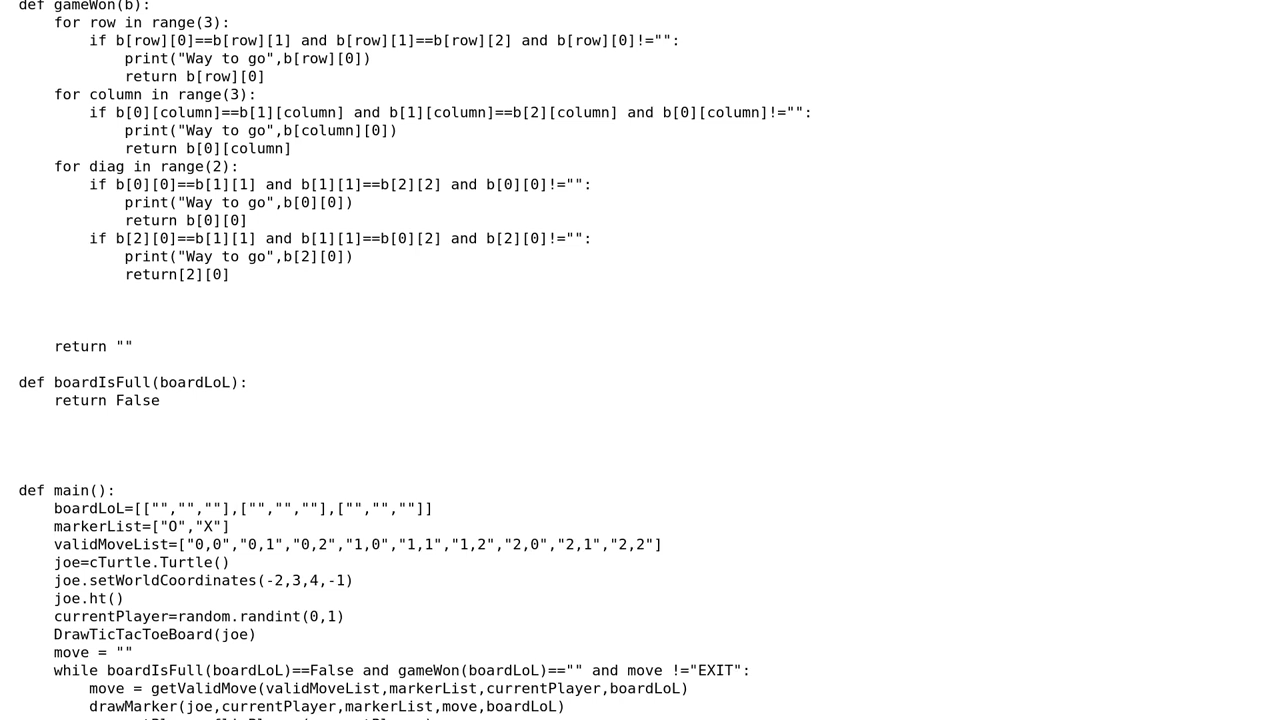 def gameWon(b):
    for row in range(3):
        if b[row][0]==b[row][1] and b[row][1]==b[row][2] and b[row][0]!="":
            print("Way to go",b[row][0])
            return b[row][0]
    for column in range(3):
        if b[0][column]==b[1][column] and b[1][column]==b[2][column] and b[0][column]!="":
            print("Way to go",b[column][0])
            return b[0][column]
    for diag in range(2):
        if b[0][0]==b[1][1] and b[1][1]==b[2][2] and b[0][0]!="":
            print("Way to go",b[0][0])
            return b[0][0]
        if b[2][0]==b[1][1] and b[1][1]==b[0][2] and b[2][0]!="":
            print("Way to go",b[2][0])
            return[2][0]
    return ""
def boardIsFull(boardLoL):
    return False
def main():
    boardLoL=[["","",""],["","",""],["","",""]]
    markerList=["O","X"]
    validMoveList=["0,0","0,1","0,2","1,0","1,1","1,2","2,0","2,1","2,2"]
    joe=cTurtle.Turtle()
    joe.setWorldCoordinates(-2,3,4,-1)
    joe.ht()
    currentPlayer=random.randint(0,1)
    DrawTicTacToeBoard(joe)
    move = ""
    while boardIsFull(boardLoL)==False and gameWon(boardLoL)=="" and move !="EXIT":
        move = getValidMove(validMoveList,markerList,currentPlayer,boardLoL)
        drawMarker(joe,currentPlayer,markerList,move,boardLoL)